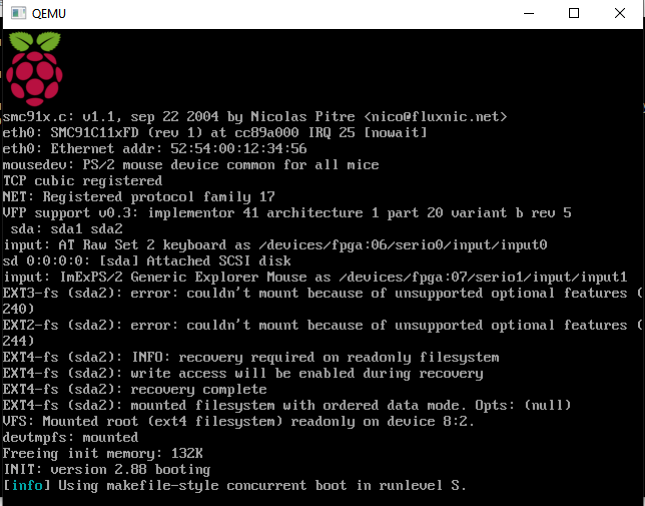 QEMU
smc91x.c: v1.1, sep 22 2004 by Nicolas Pitre <nico@fluxnic.net>
eth0: SMC91C11xFD (rev 1) at cc89a000 IRQ 25 [nowait]
eth0: Ethernet addr: 52:54:00:12:34:56
mousedev: PS/2 mouse device common for all mice
TCP cubic registered
NET: Registered protocol family 17
VFP support v0.3: implementor 41 architecture 1 part 20 variant b rev 5
 sda: sda1 sda2
input: AT Raw Set 2 keyboard as /devices/fpga:06/serio0/input/input0
sd 0:0:0:0: [sda] Attached SCSI disk
input: ImExPS/2 Generic Explorer Mouse as /devices/fpga:07/serio1/input/input1
EXT3-fs (sda2): error: couldn't mount because of unsupported optional features (
240)
EXT2-fs (sda2): error: couldn't mount because of unsupported optional features (
244)
EXT4-fs (sda2): INFO: recovery required on readonly filesystem
EXT4-fs (sda2): write access will be enabled during recovery
EXT4-fs (sda2): recovery complete
EXT4-fs (sda2): mounted filesystem with ordered data mode. Opts: (null)
VFS: Mounted root (ext4 filesystem) readonly on device 8:2.
devtmpfs: mounted
Freeing init memory: 132K
INIT: version 2.88 booting
[info] Using makefile-style concurrent boot in runlevel S.